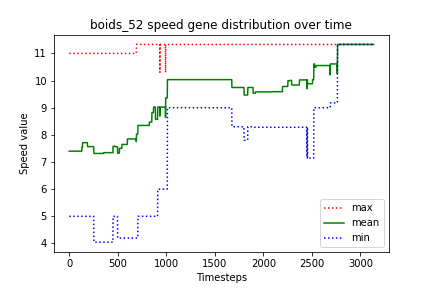 boids_52 speed gene distribution over time
11
10
9
8
7
6
5
4
Speed value
0
500
1000
1500
2000
2500
3000
Timesteps
max
mean
min